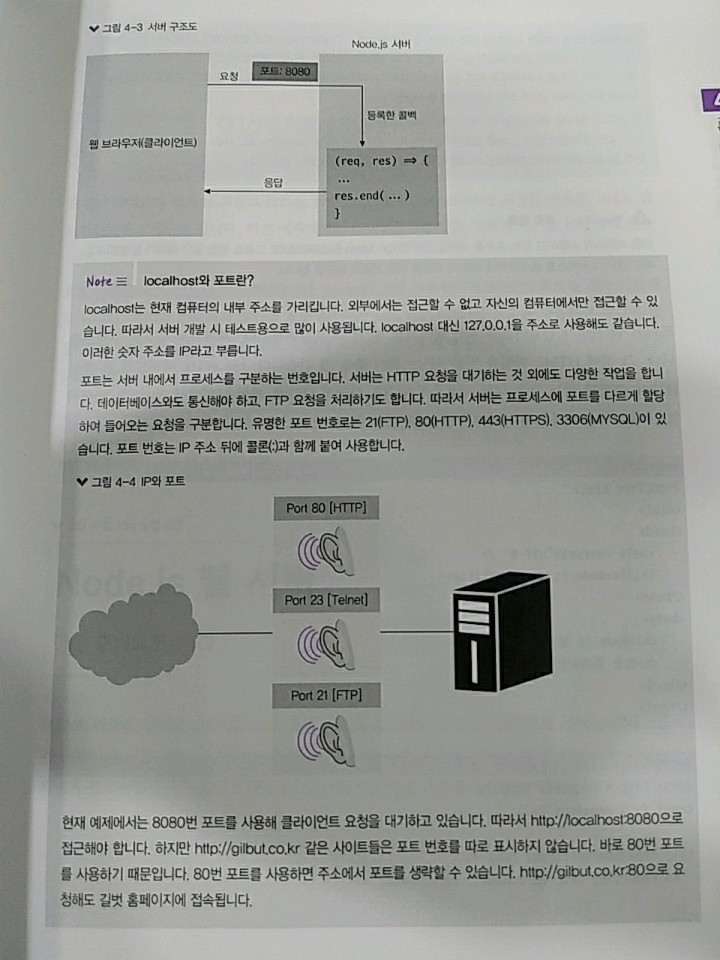 그림 4-3 서버 구조도
Node.js 서버
요청
포트: 8080
등록한 콜백
웹 브라우저(클라이언트)
(req, res) => {
...
응답
res.end(...)
}
Note
localhost와 포트란?
localhost는 현재 컴퓨터의 내부 주소를 가리킵니다. 외부에서는 접근할 수 없고 자신의 컴퓨터에서만 접근할 수 있
습니다. 따라서 서버 개발 시 테스트용으로 많이 사용됩니다. localhost 대신 127.0.0.1을 주소로 사용해도 같습니다.
이러한 숫자 주소를 IP라고 부릅니다.
포트는 서버 내에서 프로세스를 구분하는 번호입니다. 서버는 HTTP 요청을 대기하는 것 외에도 다양한 작업을 합니
다. 데이터베이스와도 통신해야 하고, FTP 요청을 처리하기도 합니다. 따라서 서버는 프로세스에 포트를 다르게 할당
하여 들어오는 요청을 구분합니다. 유명한 포트 번호로는 21(FTP), 80(HTTP), 443(HTTPS), 3306(MYSQL)이 있
습니다. 포트 번호는 IP 주소 뒤에 콜론(:)과 함께 붙여 사용합니다.
그림 4-4 IP와 포트
Port 80 [HTTP]
Port 23 [Telnet]
Port 21 [FTP]
현재 예제에서는 8080번 포트를 사용해 클라이언트 요청을 대기하고 있습니다. 따라서 http://localhost:8080으로
접근해야 합니다. 하지만 http://gilbut.co.kr 같은 사이트들은 포트 번호를 따로 표시하지 않습니다. 바로 80번 포트
를 사용하기 때문입니다. 80번 포트를 사용하면 주소에서 포트를 생략할 수 있습니다. http://gilbut.co.kr:80으로 요
청해도 길벗 홈페이지에 접속됩니다.